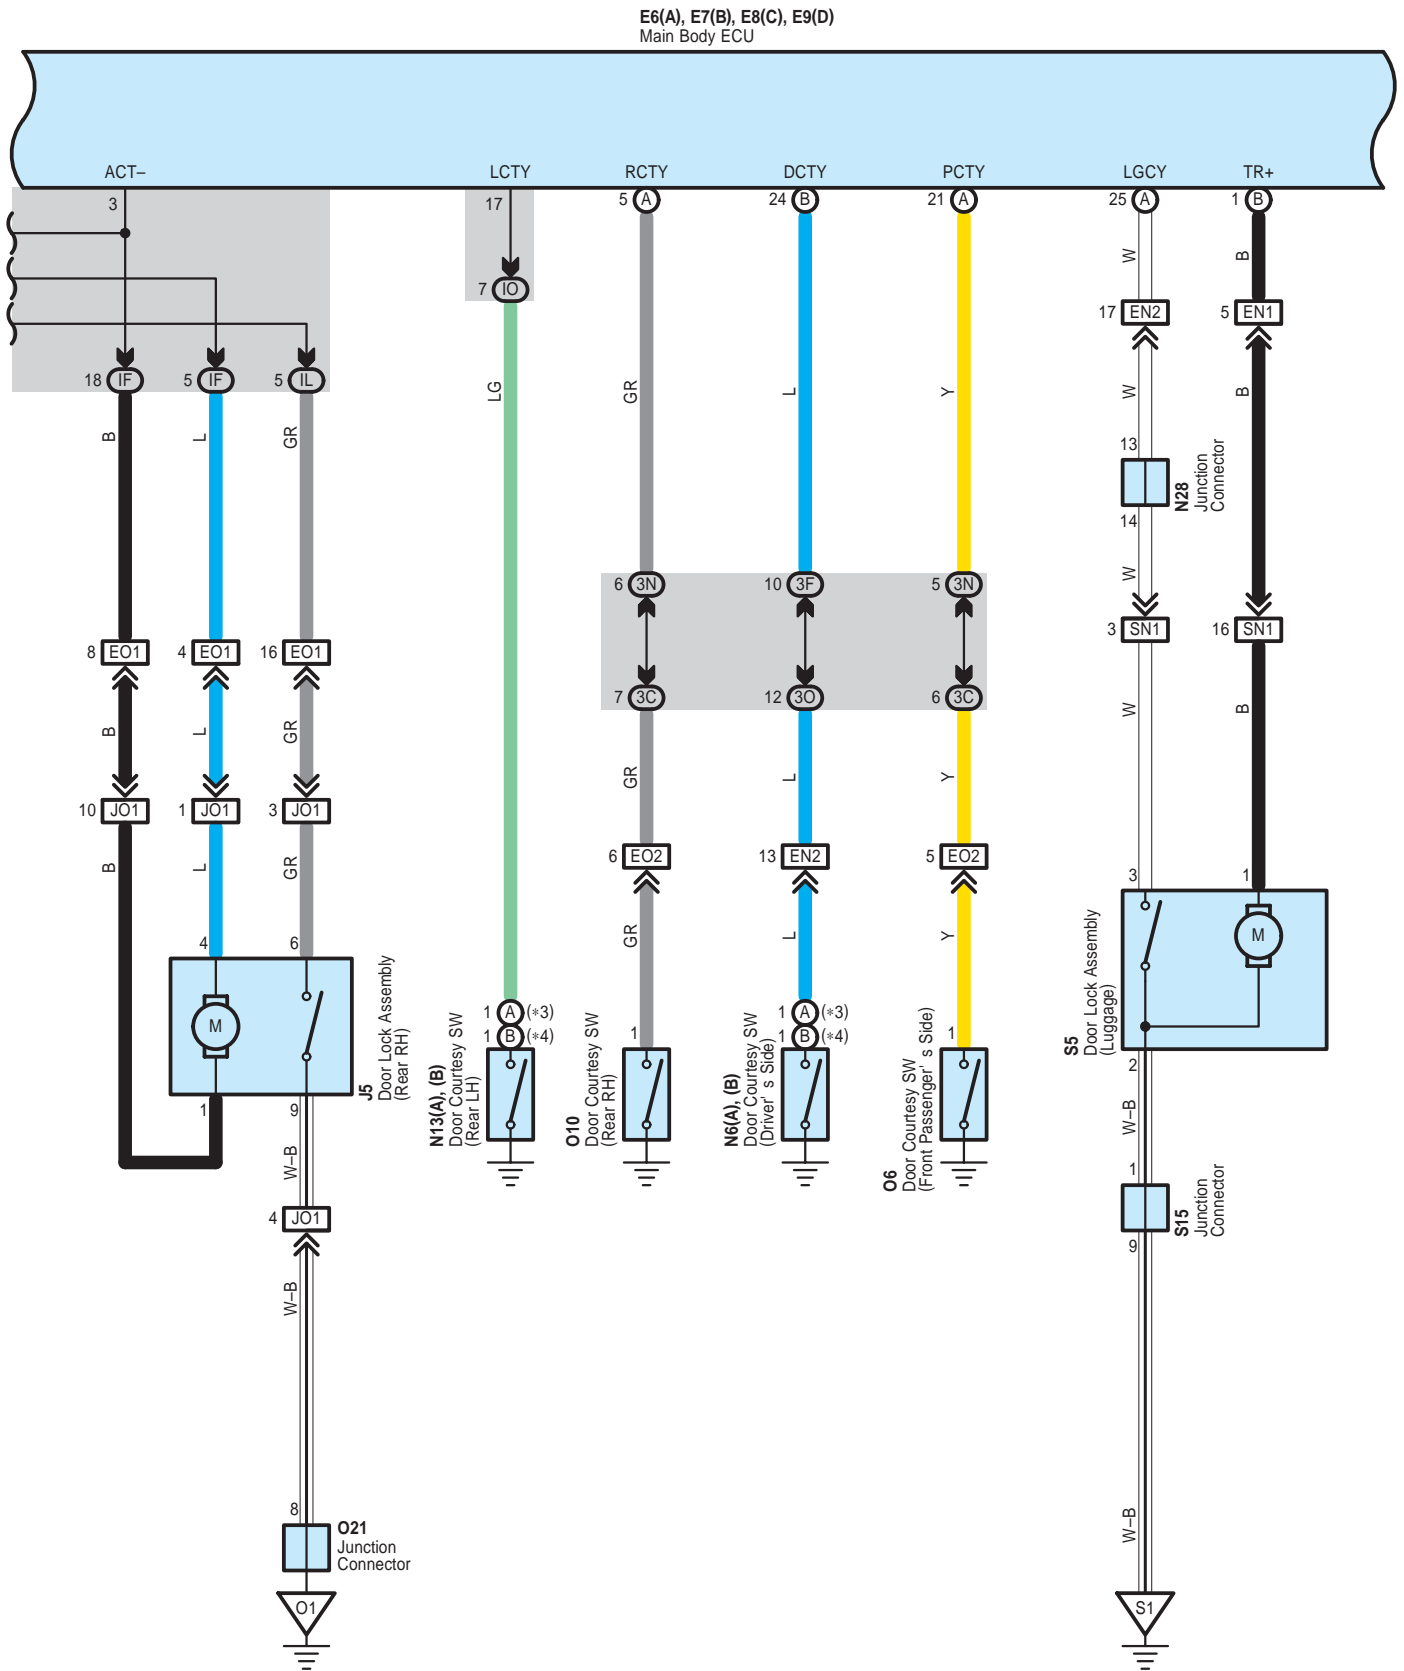 E6(A), E7(B), E8(C), E9(D)
Main Body ECU
ACT–
LCTY
RCTY
DCTY
PCTY
LGCY
TR+
3
17
5 A
24 B
21 A
25 A
1 B
W
B
7 IO
17 EN2
5 EN1
18 IF
5 IF
5 IL
LG
GR
L
Y
W
B
B
L
GR
13
N28
Junction
Connector
14
W
6 3N
10 3F
5 3N
3 SN1
16 SN1
8 EO1
4 EO1
16 EO1
7 3C
12 3O
6 3C
W
B
B
L
GR
GR
L
Y
10 JO1
1 JO1
3 JO1
6 EO2
13 EN2
5 EO2
B
L
GR
3
1
GR
L
Y
4
6
M
M
S5
Door Lock Assembly
(Luggage)
J5
Door Lock Assembly
(Rear RH)
1 A (*3)
1 B (*4)
1
1 A (*3)
1 B (*4)
1
2
1
9
N13(A), (B)
Door Courtesy SW
(Rear LH)
O10
Door Courtesy SW
(Rear RH)
N6(A), (B)
Door Courtesy SW
(Driver' s Side)
O6
Door Courtesy SW
(Front Passenger' s Side)
W–B
W–B
1
S15
Junction
Connector
9
4 JO1
W–B
8
O21
Junction
Connector
W–B
O1
S1